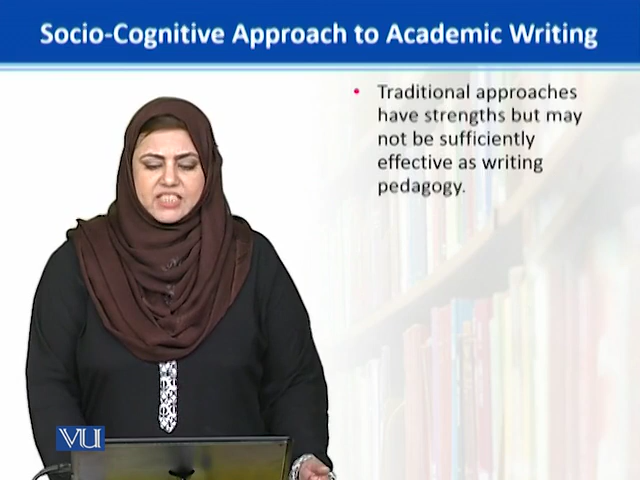 Socio-Cognitive Approach to Academic Writing
• Traditional approaches
have strengths but may
not be sufficiently
effective as writing
pedagogy.
VU